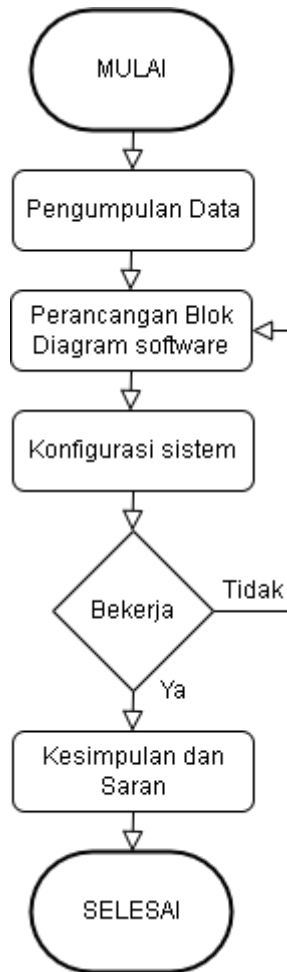 MULAI
Pengumpulan Data
Perancangan Blok
Diagram software
Konfigurasi sistem
Bekerja
Tidak
Ya
Kesimpulan dan
Saran
SELESAI